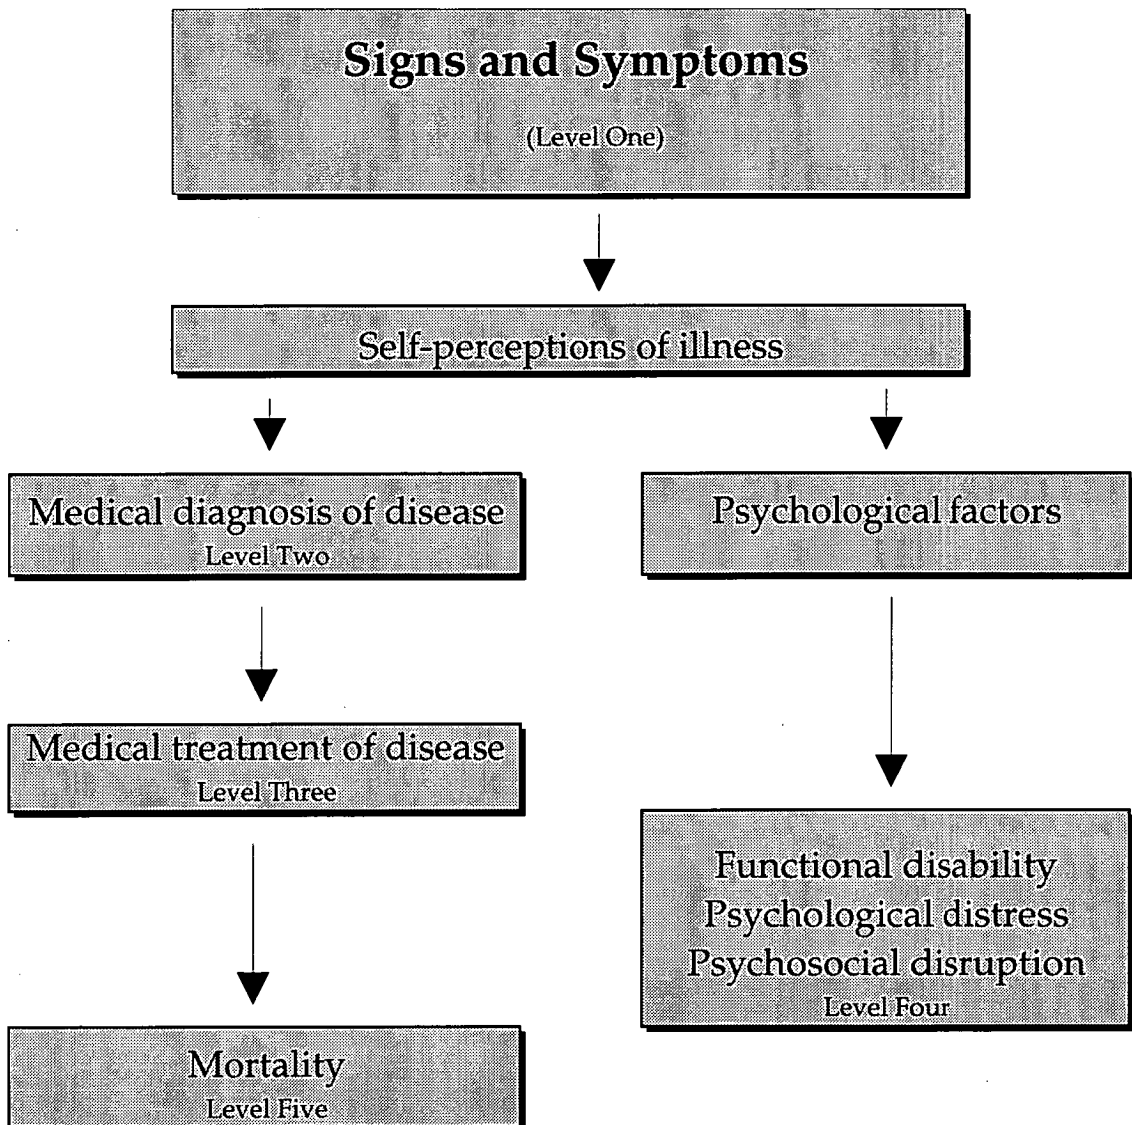 Signs and Symptoms
(Level One)
Self-perceptions of illness
Medical diagnosis of disease
Level Two
Psychological factors
Medical treatment of disease
Level Three
Functional disability
Psychological distress
Psychosocial disruption
Level Four
Mortality
Level Five